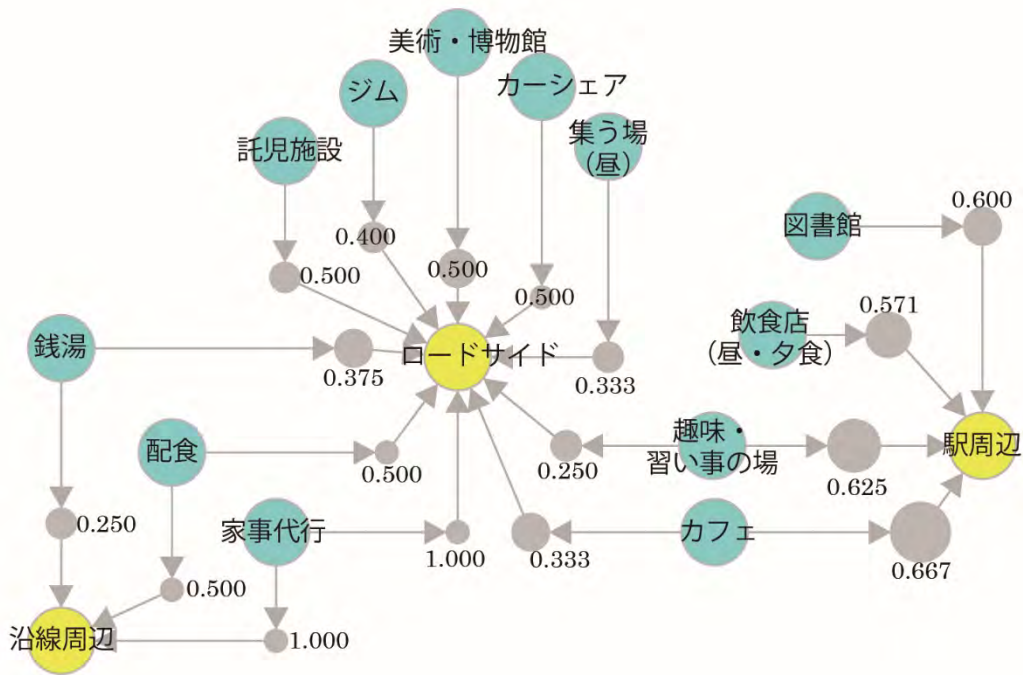 美術・博物館
カーシェア
ジム
集う場
（昼）
託児施設
0.600
図書館
0.400
0.500
0.500
0.500
0.571
飲食店
（昼・夕食）
銭湯
ロードサイド
0.375
0.333
趣味・
習い事の場
駅周辺
配食
0.500
0.250
0.625
0.250
家事代行
カフェ
1.000
0.333
0.667
0.500
沿線周辺
1.000